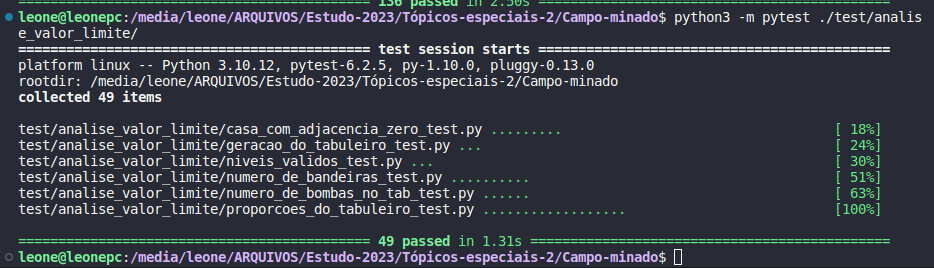 ============================================ 136 passed in 2.50s ============================================
leone@leonepc:/media/leone/ARQUIVOS/Estudo-2023/Tópicos-especiais-2/Campo-minado$ python3 -m pytest ./test/analis
e_valor_limite/
============================================ test session starts ============================================
platform linux -- Python 3.10.12, pytest-6.2.5, py-1.10.0, pluggy-0.13.0
rootdir: /media/leone/ARQUIVOS/Estudo-2023/Tópicos-especiais-2/Campo-minado
collected 49 items
test/analise_valor_limite/casa_com_adjacencia_zero_test.py ......... [ 18%]
test/analise_valor_limite/geracao_do_tabuleiro_test.py ... [ 24%]
test/analise_valor_limite/niveis_validos_test.py ... [ 30%]
test/analise_valor_limite/numero_de_bandeiras_test.py .......... [ 51%]
test/analise_valor_limite/numero_de_bombas_no_tab_test.py ...... [ 63%]
test/analise_valor_limite/proporcoes_do_tabuleiro_test.py .................. [100%]
============================================ 49 passed in 1.31s =============================================
leone@leonepc:/media/leone/ARQUIVOS/Estudo-2023/Tópicos-especiais-2/Campo-minado$